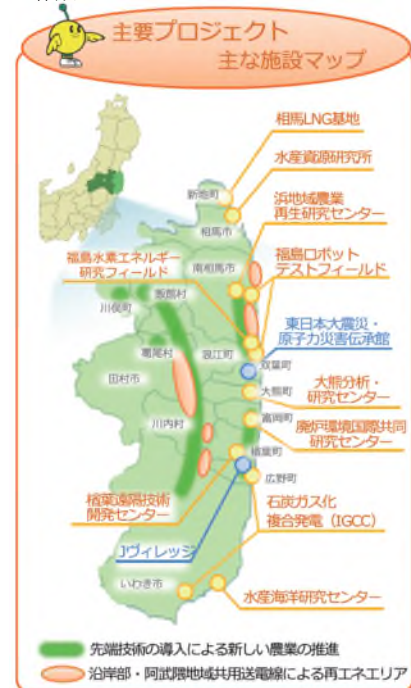 主要プロジェクト
主な施設マップ
相馬LNG基地
水産資源研究所
新地町
相馬市
浜地域農業
再生研究センター
福島水素エネルギー
研究フィールド
南相馬市
福島ロボット
テストフィールド
飯舘村
川俣町
東日本大震災・
原子力災害伝承館
葛尾村
浪江町
双葉町
田村市
大熊町
大熊分析・
研究センター
富岡町
川内村
廃炉環境国際共同
研究センター
楢葉町
広野町
楢葉遠隔技術
開発センター
石炭ガス化
複合発電（IGCC）
Jヴィレッジ
いわき市
水産海洋研究センター
先端技術の導入による新しい農業の推進
沿岸部・阿武隈地域共用送電線による再エネエリア